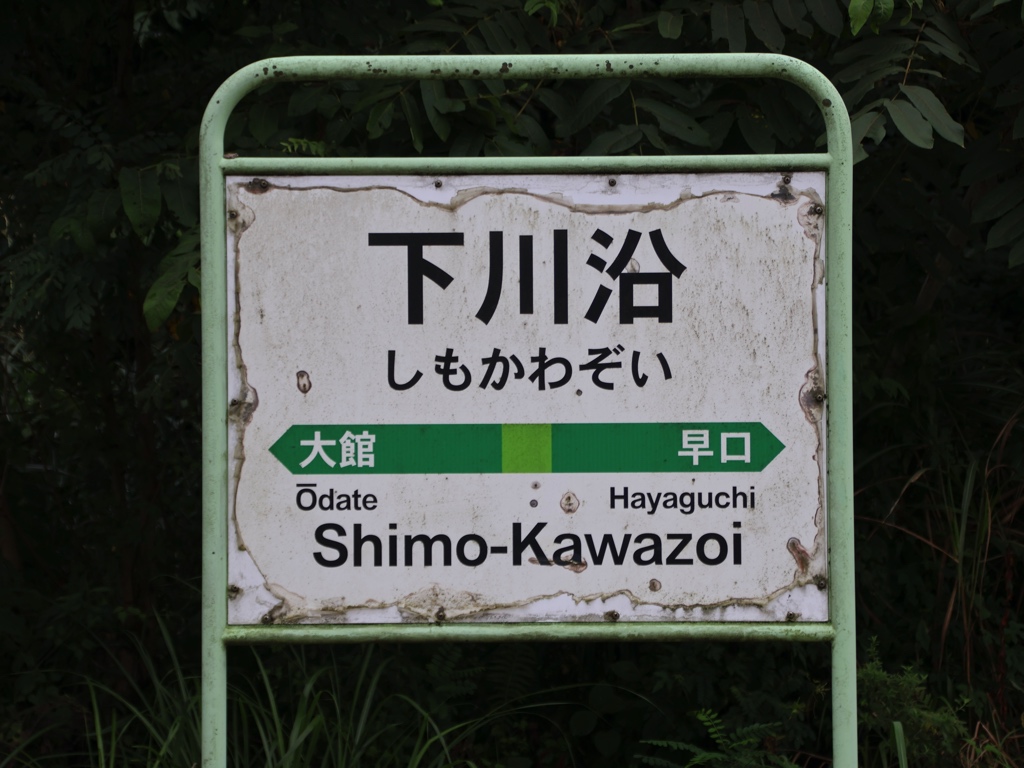 下川沿
しもかわぞい
大館 早口
Ōdate Hayaguchi
Shimo-Kawazoi